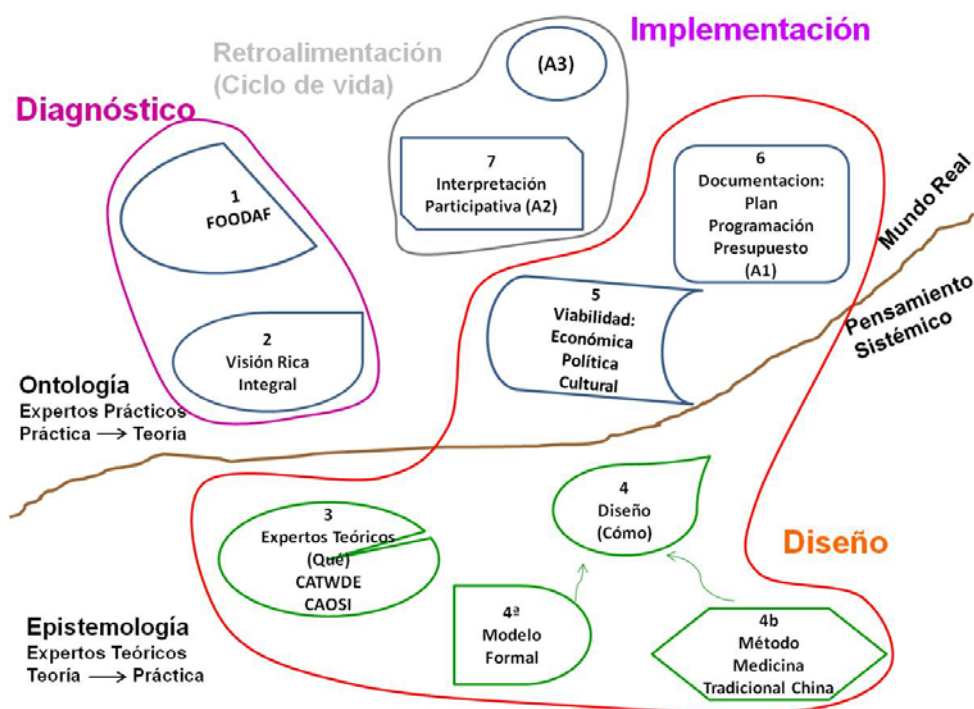 Implementación
Retroalimentación
(Ciclo de vida)
(A3)
Diagnóstico
1
FOODAF
7
Interpretación
Participativa (A2)
6
Documentacion:
Plan
Programación
Presupuesto
(A1)
Mundo Real
Pensamiento
Sistémico
2
Visión Rica
Integral
5
Viabilidad:
Económica
Política
Cultural
Ontología
Expertos Prácticos
Práctica → Teoría
3
Expertos Teóricos
(Qué)
CATWDE
CAOSI
4
Diseño
(Cómo)
Diseño
4ª
Modelo
Formal
4b
Método
Medicina
Tradicional China
Epistemología
Expertos Teóricos
Teoría → Práctica